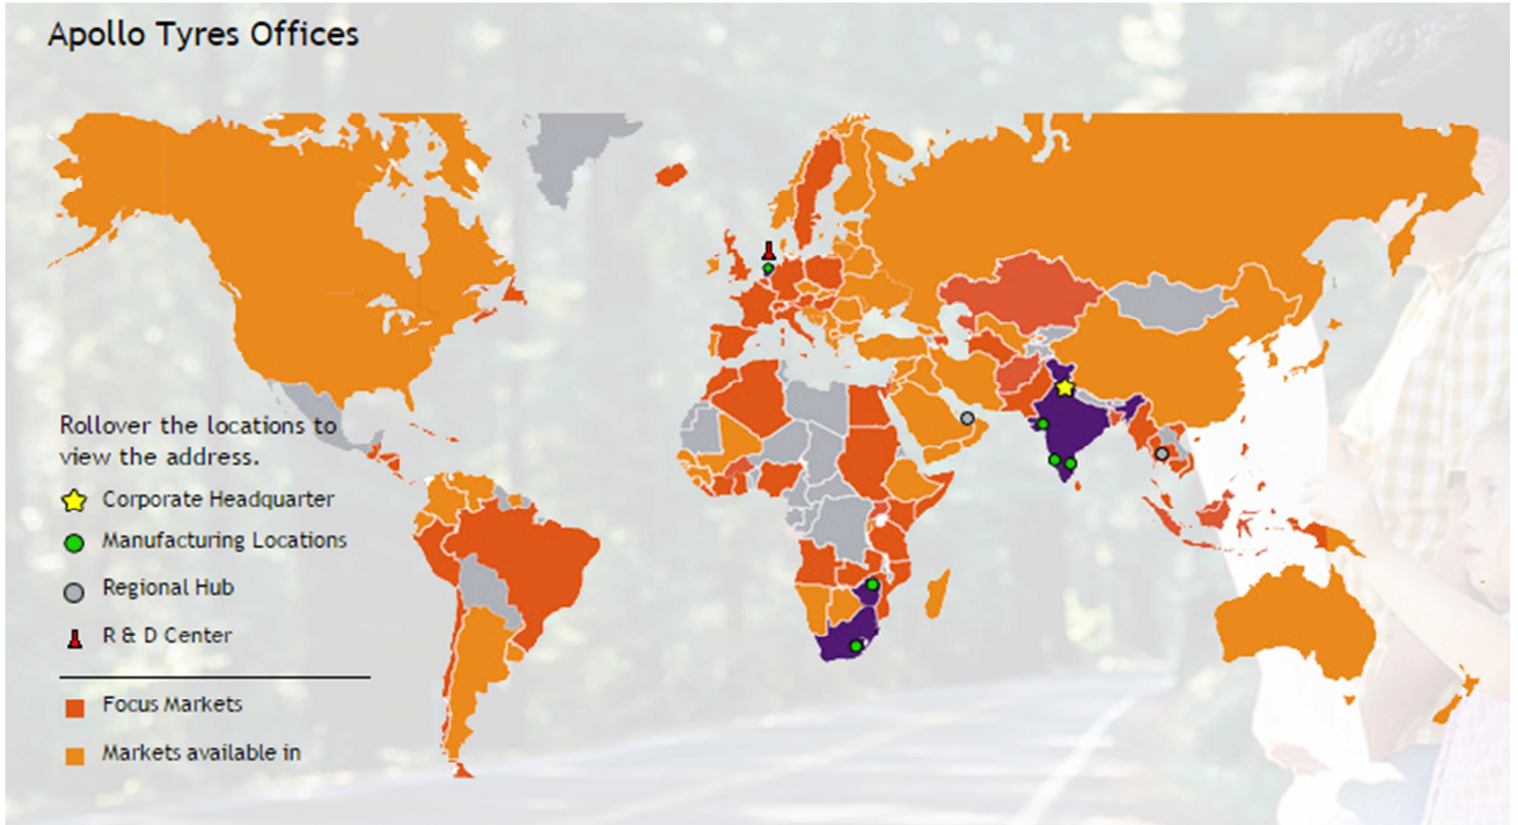 Apollo Tyres Offices
Rollover the locations to
view the address.
Corporate Headquarter
Manufacturing Locations
Regional Hub
R & D Center
Focus Markets
Markets available in